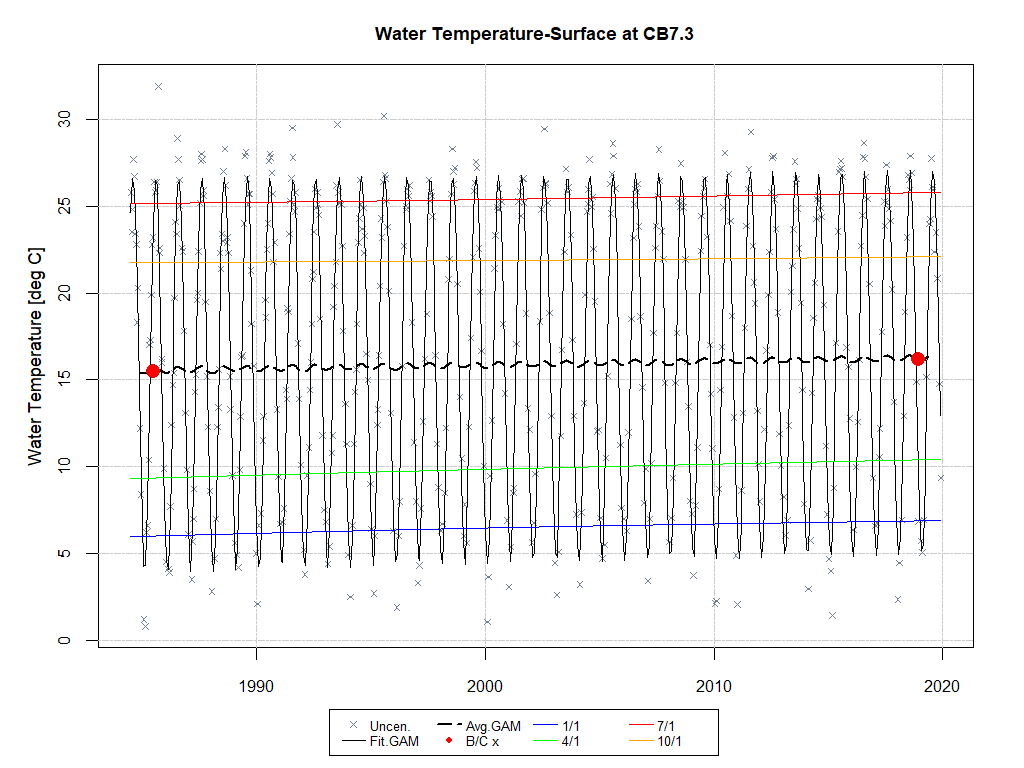 Water Temperature-Surface at CB7.3
Water Temperature [deg C]
30
25
20
15
10
5
0
1990
2000
2010
2020
Uncen. Avg.GAM 1/1 7/1
Fit.GAM B/C x 4/1 10/1